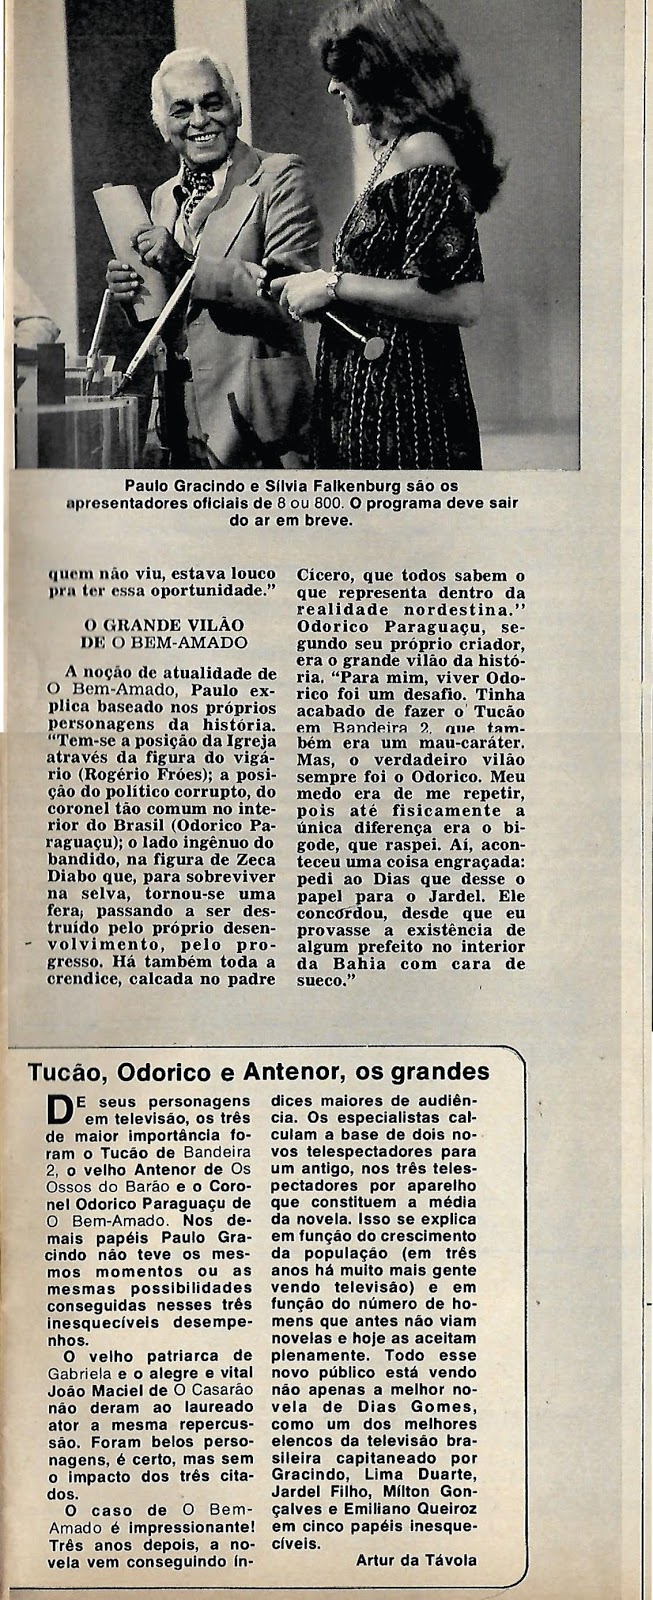 Paulo Gracindo e Sílvia Falkenburg são os
apresentadores oficiais de 8 ou 800. O programa deve sair
do ar em breve.
quem não viu, estava louco
pra ter essa oportunidade."
O GRANDE VILÃO
DE O BEM-AMADO
A noção de atualidade de
O Bem-Amado, Paulo ex-
plica baseado nos próprios
personagens da história.
"Tem-se a posição da Igreja
através da figura do vigá-
rio (Rogério Fróes); a posi-
ção do político corrupto, do
coronel tão comum no inte-
rior do Brasil (Odorico Pa-
raguaçu); o lado ingênuo do
bandido, na figura de Zeca
Diabo que, para sobreviver
na selva, tornou-se uma
fera, passando a ser des-
truído pelo próprio desen-
volvimento, pelo pro-
gresso. Há também toda a
crendice, calcada no padre
Cícero, que todos sabem o
que representa dentro da
realidade nordestina."
Odorico Paraguaçu, se-
gundo seu próprio criador,
era o grande vilão da histó-
ria. "Para mim, viver Odo-
rico foi um desafio. Tinha
acabado de fazer o Tucão
em Bandeira 2, que tam-
bém era um mau-caráter.
Mas, o verdadeiro vilão
sempre foi o Odorico. Meu
medo era de me repetir,
pois até fisicamente a
única diferença era o bi-
gode, que raspei. Aí, acon-
teceu uma coisa engraçada:
pedi ao Dias que desse o
papel para o Jardel. Ele
concordou, desde que eu
provasse a existência de
algum prefeito no interior
da Bahia com cara de
sueco."
Tucão, Odorico e Antenor, os grandes
DE seus personagens
em televisão, os três
de maior importância fo-
ram o Tucão de Bandeira
2, o velho Antenor de Os
Ossos do Barão e o Coro-
nel Odorico Paraguaçu de
O Bem-Amado. Nos de-
mais papéis Paulo Gra-
cindo não teve os mes-
mos momentos ou as
mesmas possibilidades
conseguidas nesses três
inesquecíveis desempe-
nhos.
O velho patriarca de
Gabriela e o alegre e vital
João Maciel de O Casarão
não deram ao laureado
ator a mesma repercus-
são. Foram belos perso-
nagens, é certo, mas sem
o impacto dos três cita-
dos.
O caso de O Bem-
Amado é impressionante!
Três anos depois, a no-
vela vem conseguindo ín-
dices maiores de audiên-
cia. Os especialistas cal-
culam a base de dois no-
vos telespectadores para
um antigo, nos três teles-
pectadores por aparelho
que constituem a média
da novela. Isso se explica
em função do crescimento
da população (em três
anos há muito mais gente
vendo televisão) e em
função do número de ho-
mens que antes não viam
novelas e hoje as aceitam
plenamente. Todo esse
novo público está vendo
não apenas a melhor no-
vela de Dias Gomes,
como um dos melhores
elencos da televisão bra-
sileira capitaneado por
Gracindo, Lima Duarte,
Jardel Filho, Mílton Gon-
çalves e Emiliano Queiroz
em cinco papéis inesque-
cíveis.
Artur da Távola